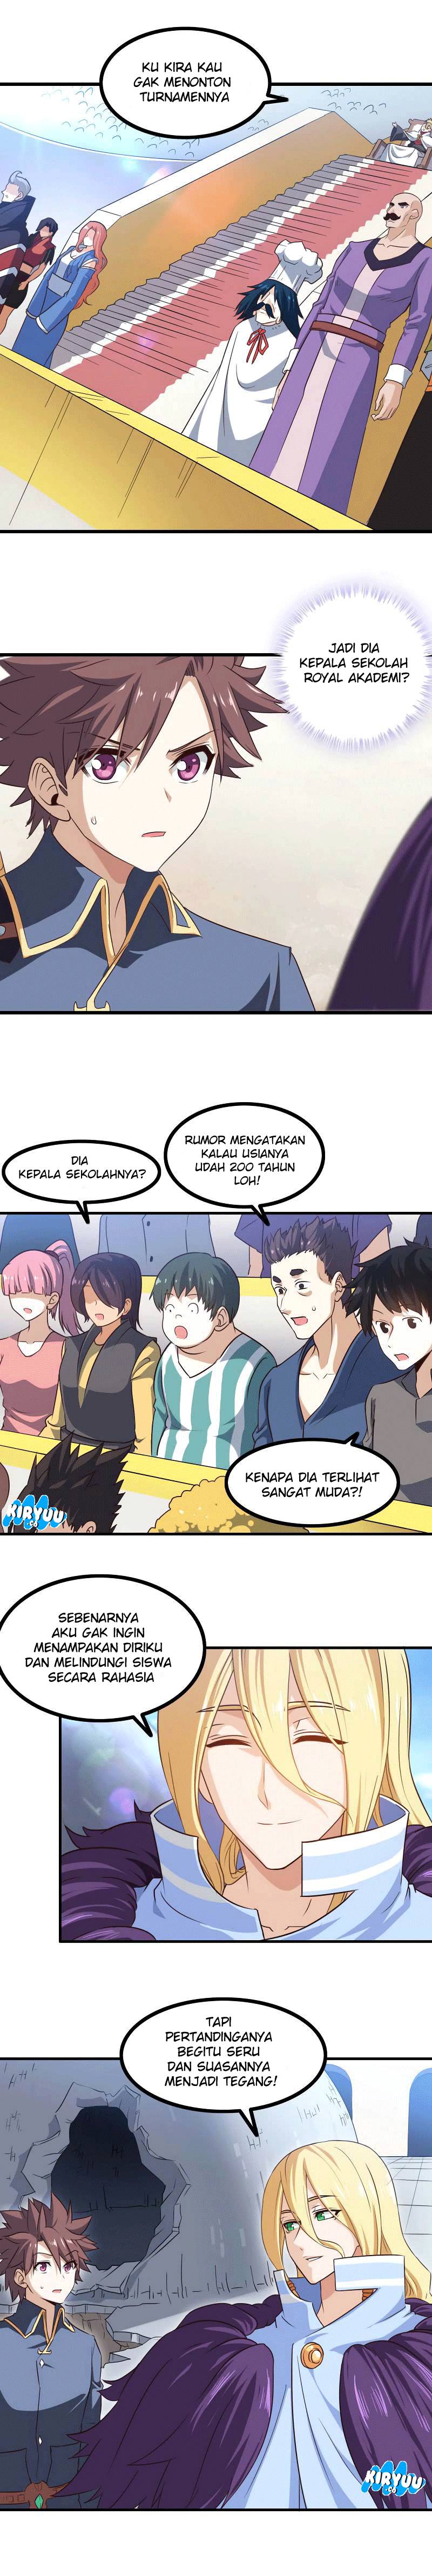 KU KIRA KAU
GAK MENONTON
TURNAMENNYA
JADI DIA
KEPALA SEKOLAH
ROYAL AKADEMI?
DIA
KEPALA SEKOLAHNYA?
RUMOR MENGATAKAN
KALAU USIANYA
UDAH 200 TAHUN
LOH!
KENAPA DIA TERLIHAT
SANGAT MUDA?!
KIRYUU
SEBENARNYA
AKU GAK INGIN
MENAMPAKAN DIRIKU
DAN MELINDUNGI SISWA
SECARA RAHASIA
TAPI
PERTANDINGANYA
BEGITU SERU
DAN SUASANNYA
MENJADI TEGANG!
KIRYUU